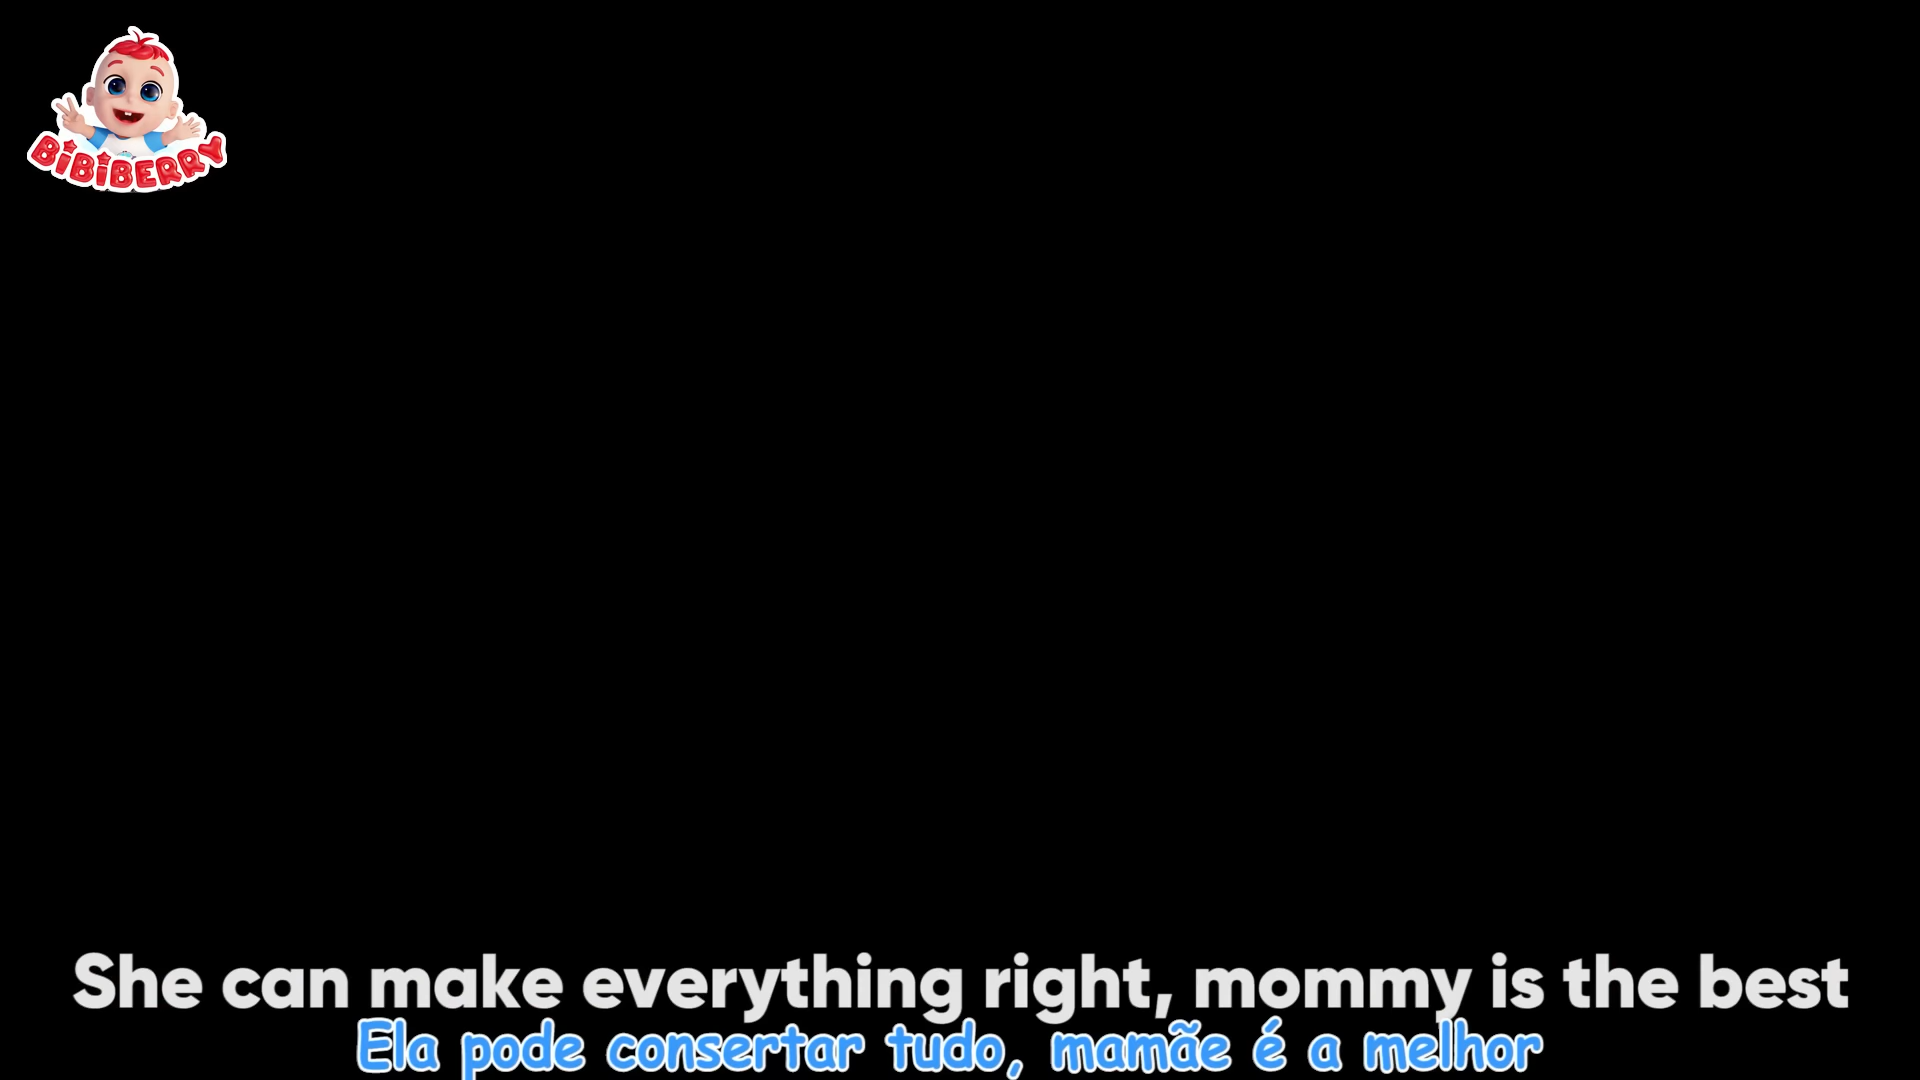 BiBiBERRY
She can make everything right, mommy is the best
Ela pode consertar tudo, mamãe é a melhor